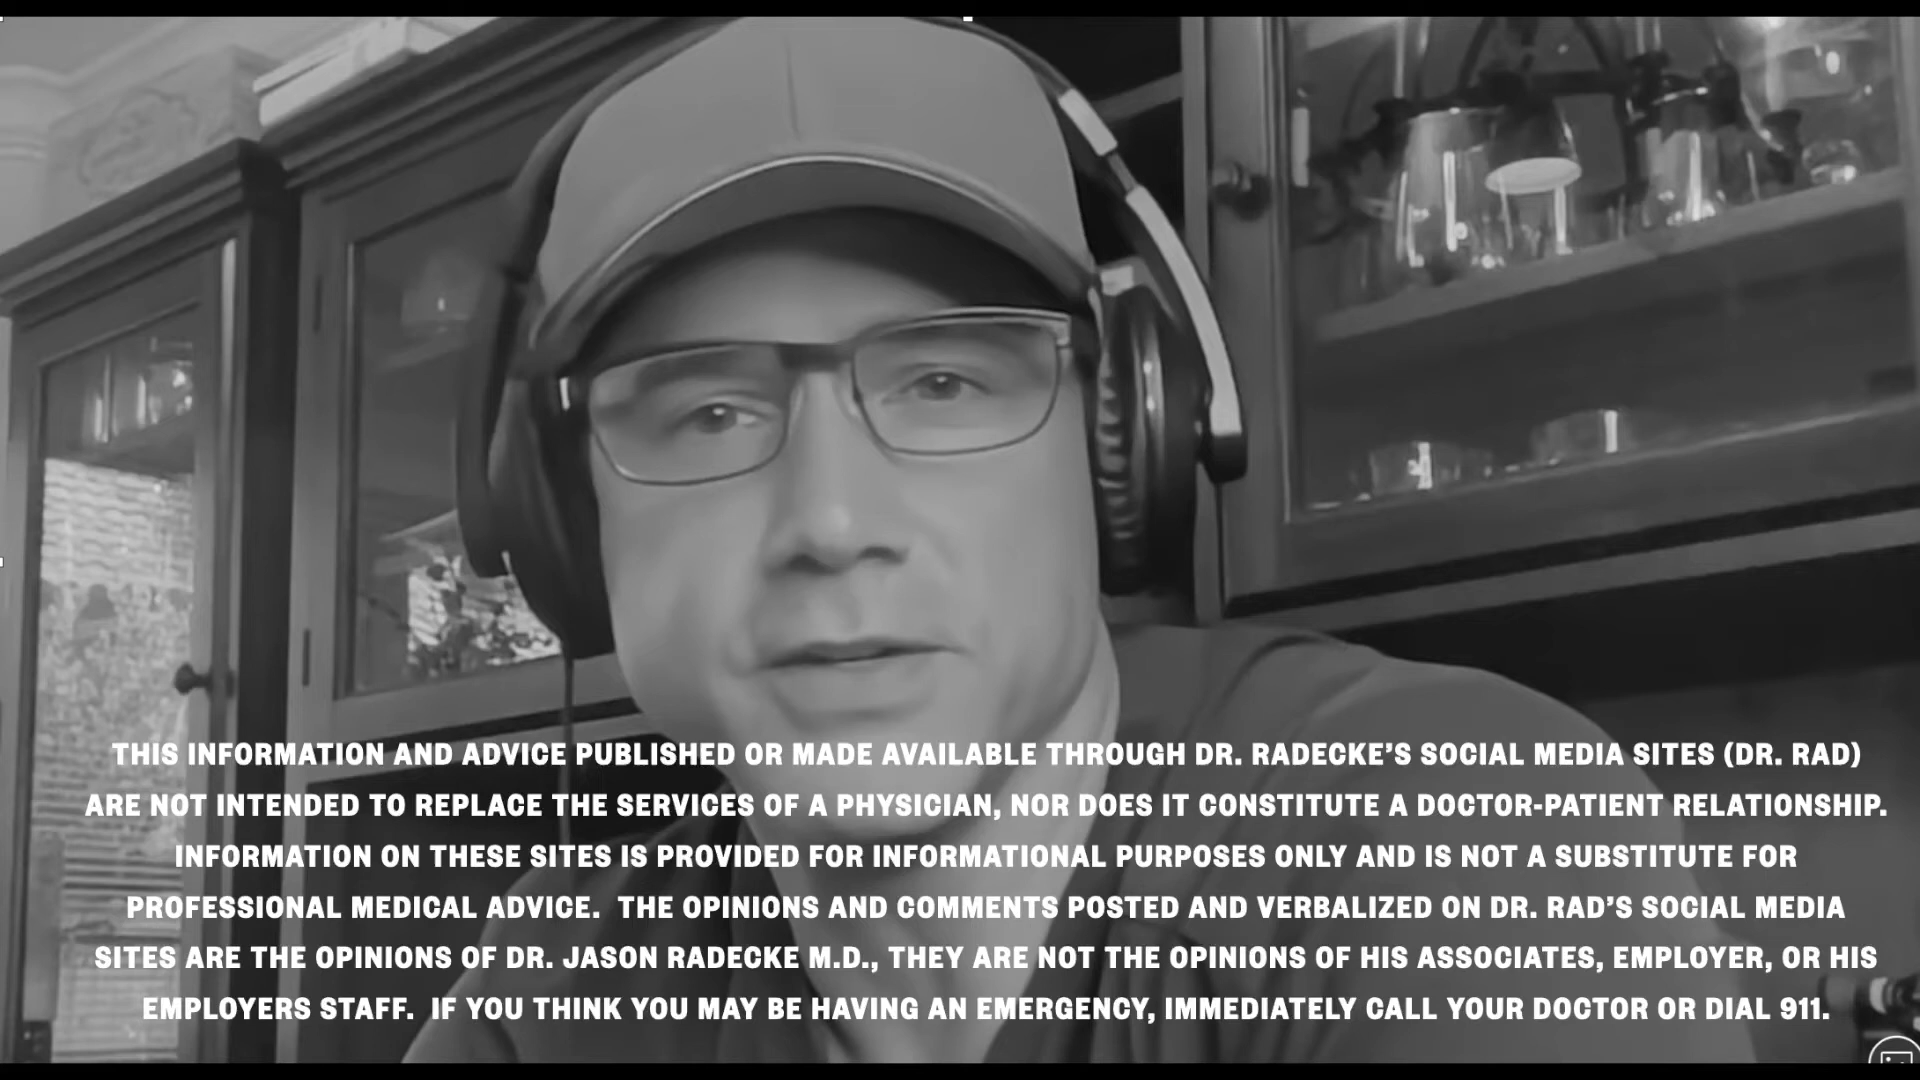 THIS INFORMATION AND ADVICE PUBLISHED OR MADE AVAILABLE THROUGH DR. RADECKE’S SOCIAL MEDIA SITES (DR. RAD)
ARE NOT INTENDED TO REPLACE THE SERVICES OF A PHYSICIAN, NOR DOES IT CONSTITUTE A DOCTOR-PATIENT RELATIONSHIP.
INFORMATION ON THESE SITES IS PROVIDED FOR INFORMATIONAL PURPOSES ONLY AND IS NOT A SUBSTITUTE FOR
PROFESSIONAL MEDICAL ADVICE.  THE OPINIONS AND COMMENTS POSTED AND VERBALIZED ON DR. RAD’S SOCIAL MEDIA
SITES ARE THE OPINIONS OF DR. JASON RADECKE M.D., THEY ARE NOT THE OPINIONS OF HIS ASSOCIATES, EMPLOYER, OR HIS
EMPLOYERS STAFF.  IF YOU THINK YOU MAY BE HAVING AN EMERGENCY, IMMEDIATELY CALL YOUR DOCTOR OR DIAL 911.